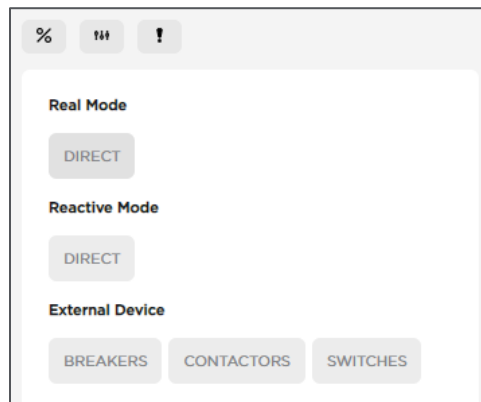 %
!
Real Mode
DIRECT
Reactive Mode
DIRECT
External Device
BREAKERS CONTACTORS SWITCHES